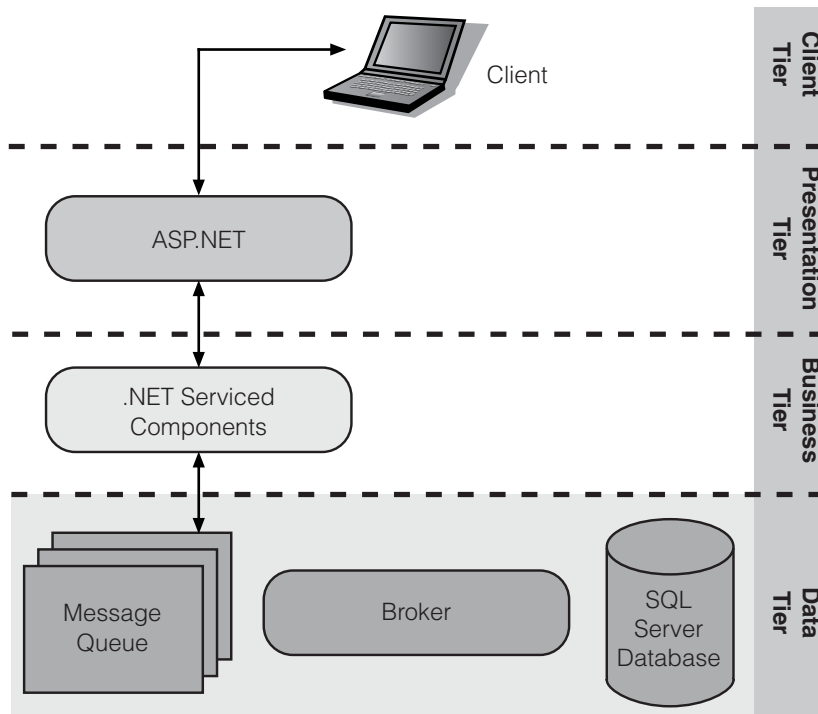 Client
Client
Tier
ASP.NET
Presentation
Tier
.NET Serviced
Components
Business
Tier
Message
Queue
Broker
SQL
Server
Database
Data
Tier